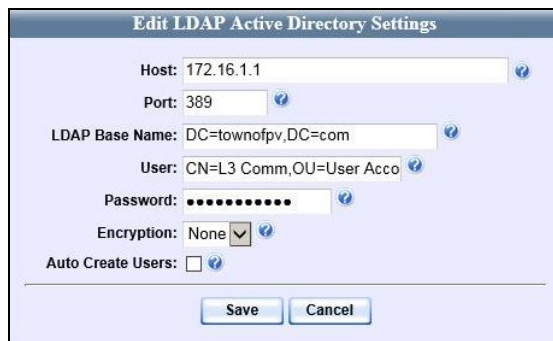 Edit LDAP Active Directory Settings
Host: 172.16.1.1
Port: 389
LDAP Base Name: DC=townofpv,DC=com
User: CN=L3 Comm,OU=User Acco
Password: •••••••••••
Encryption: None
Auto Create Users:
Save Cancel